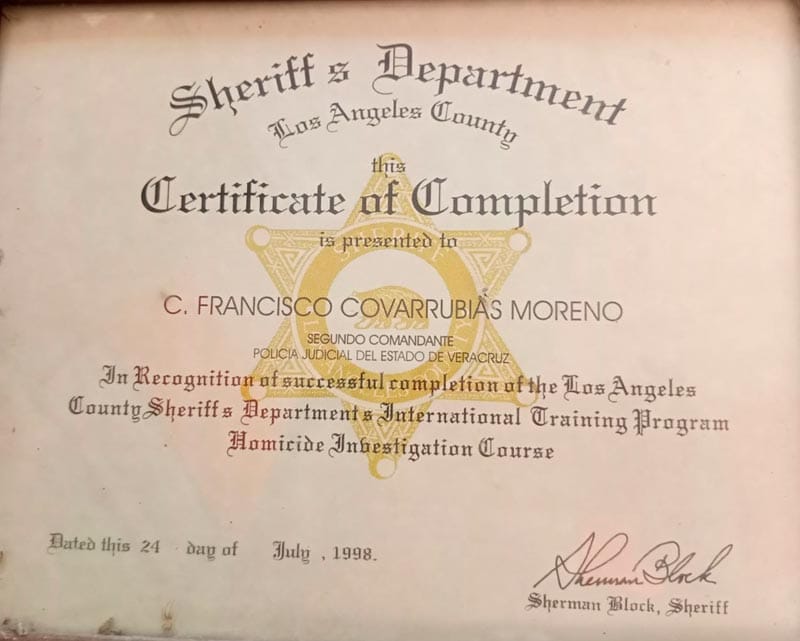 Sheriff s Department
Los Angeles County
this
Certificate of Completion
is presented to
SHERIFF
C. FRANCISCO COVARRUBIAS MORENO
SEGUNDO COMANDANTE
POLICIA JUDICIAL DEL ESTADO DE VERACRUZ
In Recognition of successful completion of the Los Angeles
County Sheriff s Department s International Training Program
Homicide Investigation Course
Dated this 24 day of July , 1998.
Sherman Block
Sherman Block, Sheriff